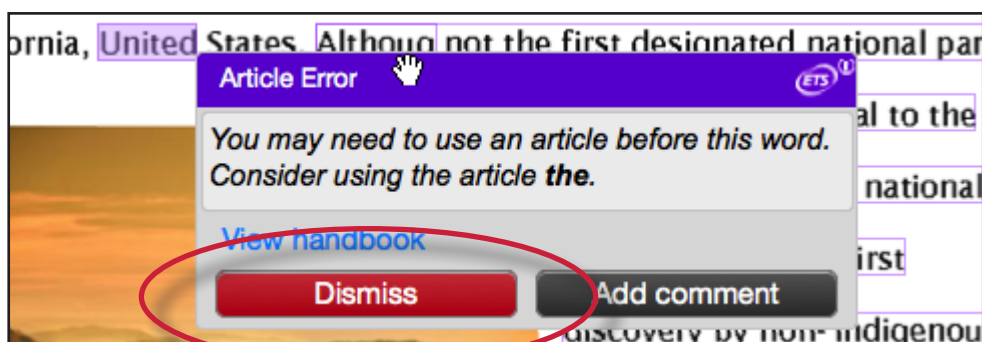 ornia, United States. Althoug not the first designated national par
Article Error ETS
al to the
You may need to use an article before this word.
Consider using the article the.
national
View handbook
irst
Dismiss Add comment
discovery by non- indigenou